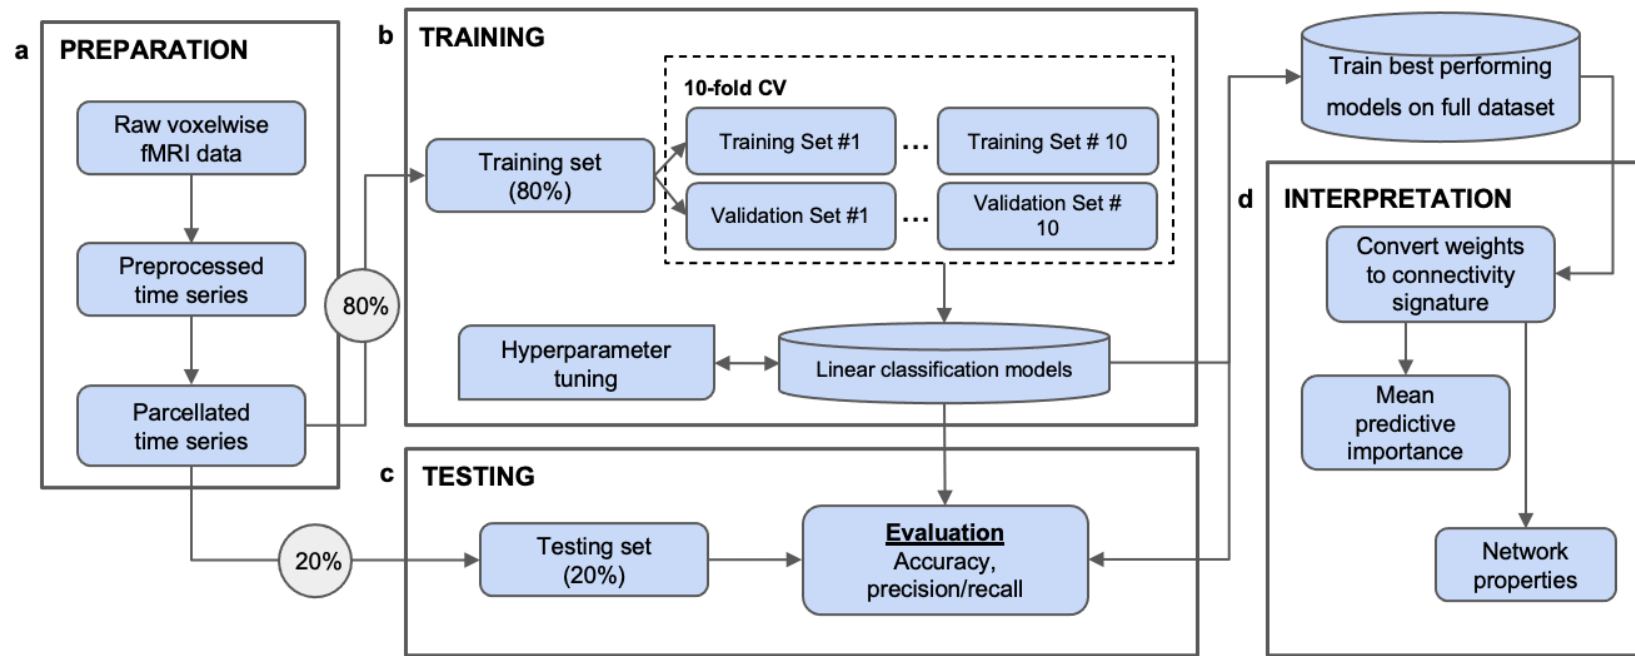 a
PREPARATION
Raw voxelwise
fMRI data
Preprocessed
time series
Parcellated
time series
80%
20%
b
TRAINING
Training set
(80%)
10-fold CV
Training Set #1
...
Training Set # 10
Validation Set #1
...
Validation Set #
10
Hyperparameter
tuning
Linear classification models
c
TESTING
Testing set
(20%)
Evaluation
Accuracy,
precision/recall
Train best performing
models on full dataset
d
INTERPRETATION
Convert weights
to connectivity
signature
Mean
predictive
importance
Network
properties